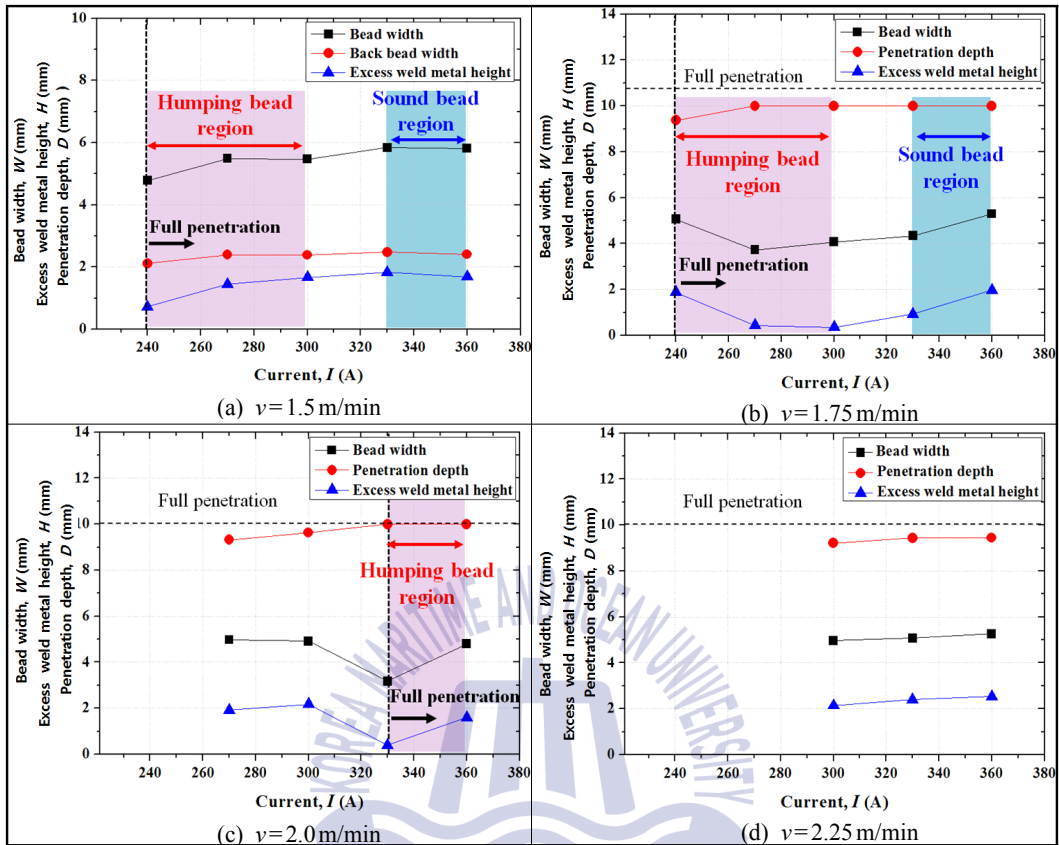 Bead width, W (mm)
Excess weld metal height, H (mm)
Penetration depth, D (mm)
10
8
6
4
2
0
Bead width
Back bead width
Excess weld metal height
Humping bead
region
Sound bead
region
Full penetration
220 240 260 280 300 320 340 360 380
Current, I (A)
(a) v=1.5 m/min
Bead width, W (mm)
Excess weld metal height, H (mm)
Penetration depth, D (mm)
14
12
10
8
6
4
2
0
Bead width
Penetration depth
Excess weld metal height
Full penetration
Humping bead
region
Sound bead
region
Full penetration
220 240 260 280 300 320 340 360 380
Current, I (A)
(b) v=1.75 m/min
Bead width, W (mm)
Excess weld metal height, H (mm)
Penetration depth, D (mm)
14
12
10
8
6
4
2
0
Bead width
Penetration depth
Excess weld metal height
Full penetration
Humping bead
region
Full penetration
220 240 260 280 300 320 340 360 380
Current, I (A)
(c) v=2.0 m/min
Bead width, W (mm)
Excess weld metal height, H (mm)
Penetration depth, D (mm)
14
12
10
8
6
4
2
0
Bead width
Penetration depth
Excess weld metal height
Full penetration
220 240 260 280 300 320 340 360 380
Current, I (A)
(d) v=2.25 m/min
KOREA MARITIME AND OCEAN UNIVERSITY